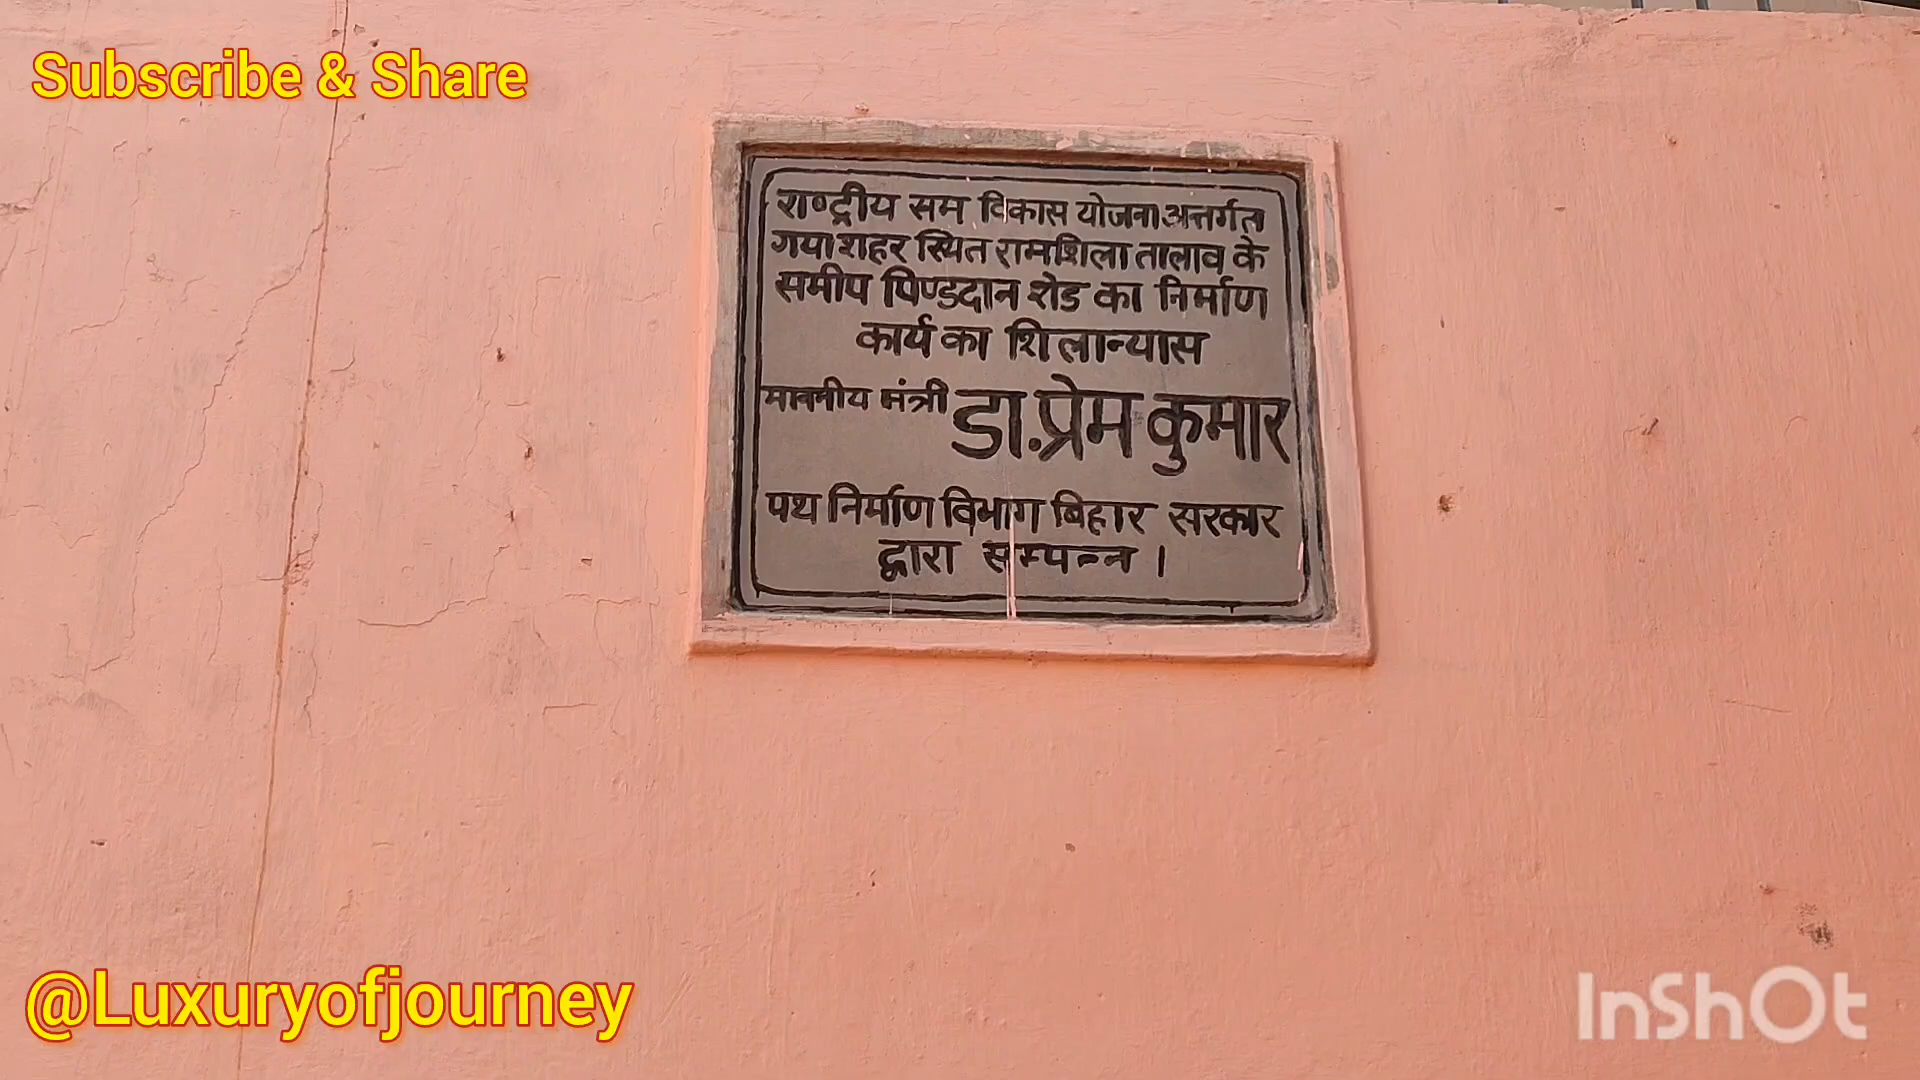 Subscribe & Share
राष्ट्रीय सम विकास योजना अन्तर्गत
गया शहर स्थित रामशिला तालाव के
समीप पिण्डदान रोड का निर्माण
कार्य का शिलान्यास
माननीय मंत्री डा. प्रेम कुमार
पथ निर्माण विभाग बिहार सरकार
द्वारा सम्पन्न ।
@Luxuryofjourney
InShOt